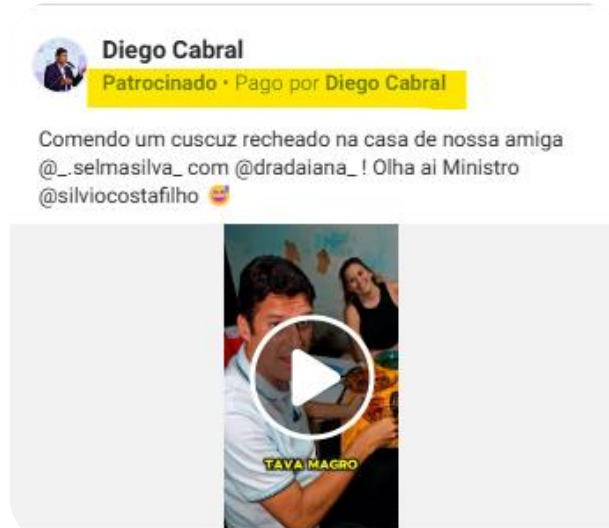 Diego Cabral
Patrocinado • Pago por Diego Cabral
Comendo um cuscuz recheado na casa de nossa amiga
@_.selmasilva_ com @dradaiana_ ! Olha ai Ministro
@silviocostafilho 😅
TAVA MAGRO